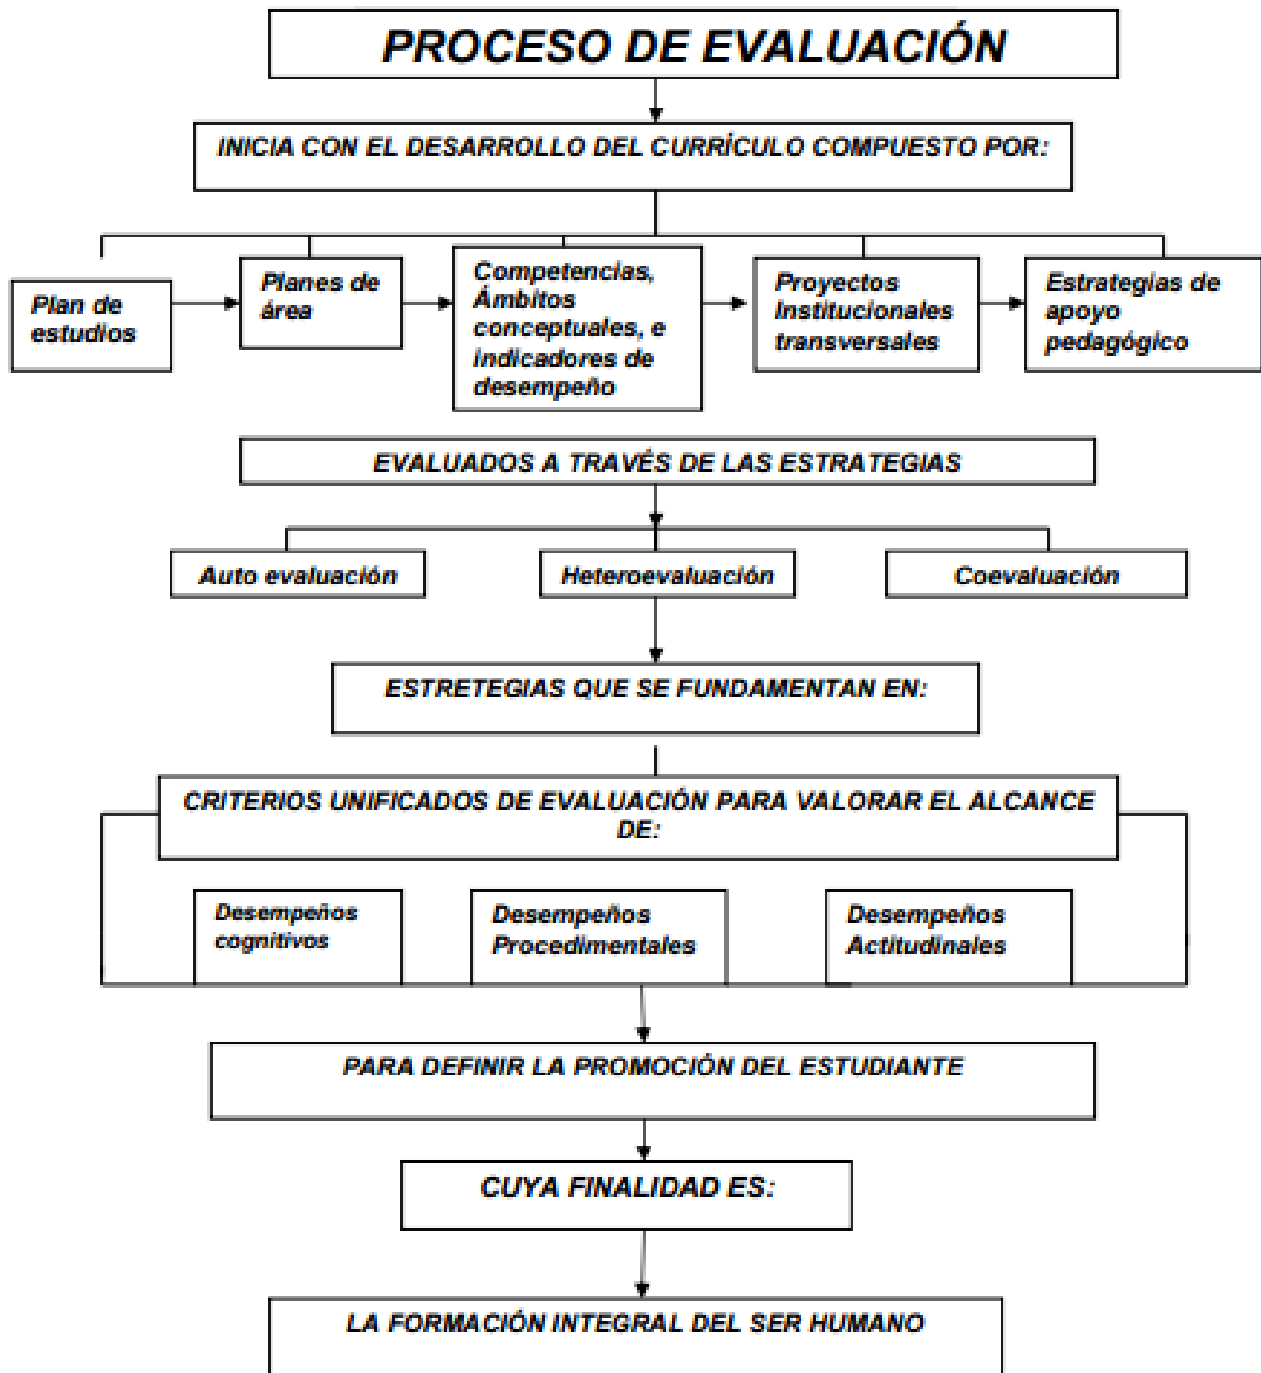 PROCESO DE EVALUACIÓN
INICIA CON EL DESARROLLO DEL CURRÍCULO COMPUESTO POR:
Plan de
estudios
Planes de
área
Competencias,
Ámbitos
conceptuales, e
indicadores de
desempeño
Proyectos
Institucionales
transversales
Estrategias de
apoyo
pedagógico
EVALUADOS A TRAVÉS DE LAS ESTRATEGIAS
Auto evaluación
Heteroevaluación
Coevaluación
ESTRETEGIAS QUE SE FUNDAMENTAN EN:
CRITERIOS UNIFICADOS DE EVALUACIÓN PARA VALORAR EL ALCANCE
DE:
Desempeños
cognitivos
Desempeños
Procedimentales
Desempeños
Actitudinales
PARA DEFINIR LA PROMOCIÓN DEL ESTUDIANTE
CUYA FINALIDAD ES:
LA FORMACIÓN INTEGRAL DEL SER HUMANO